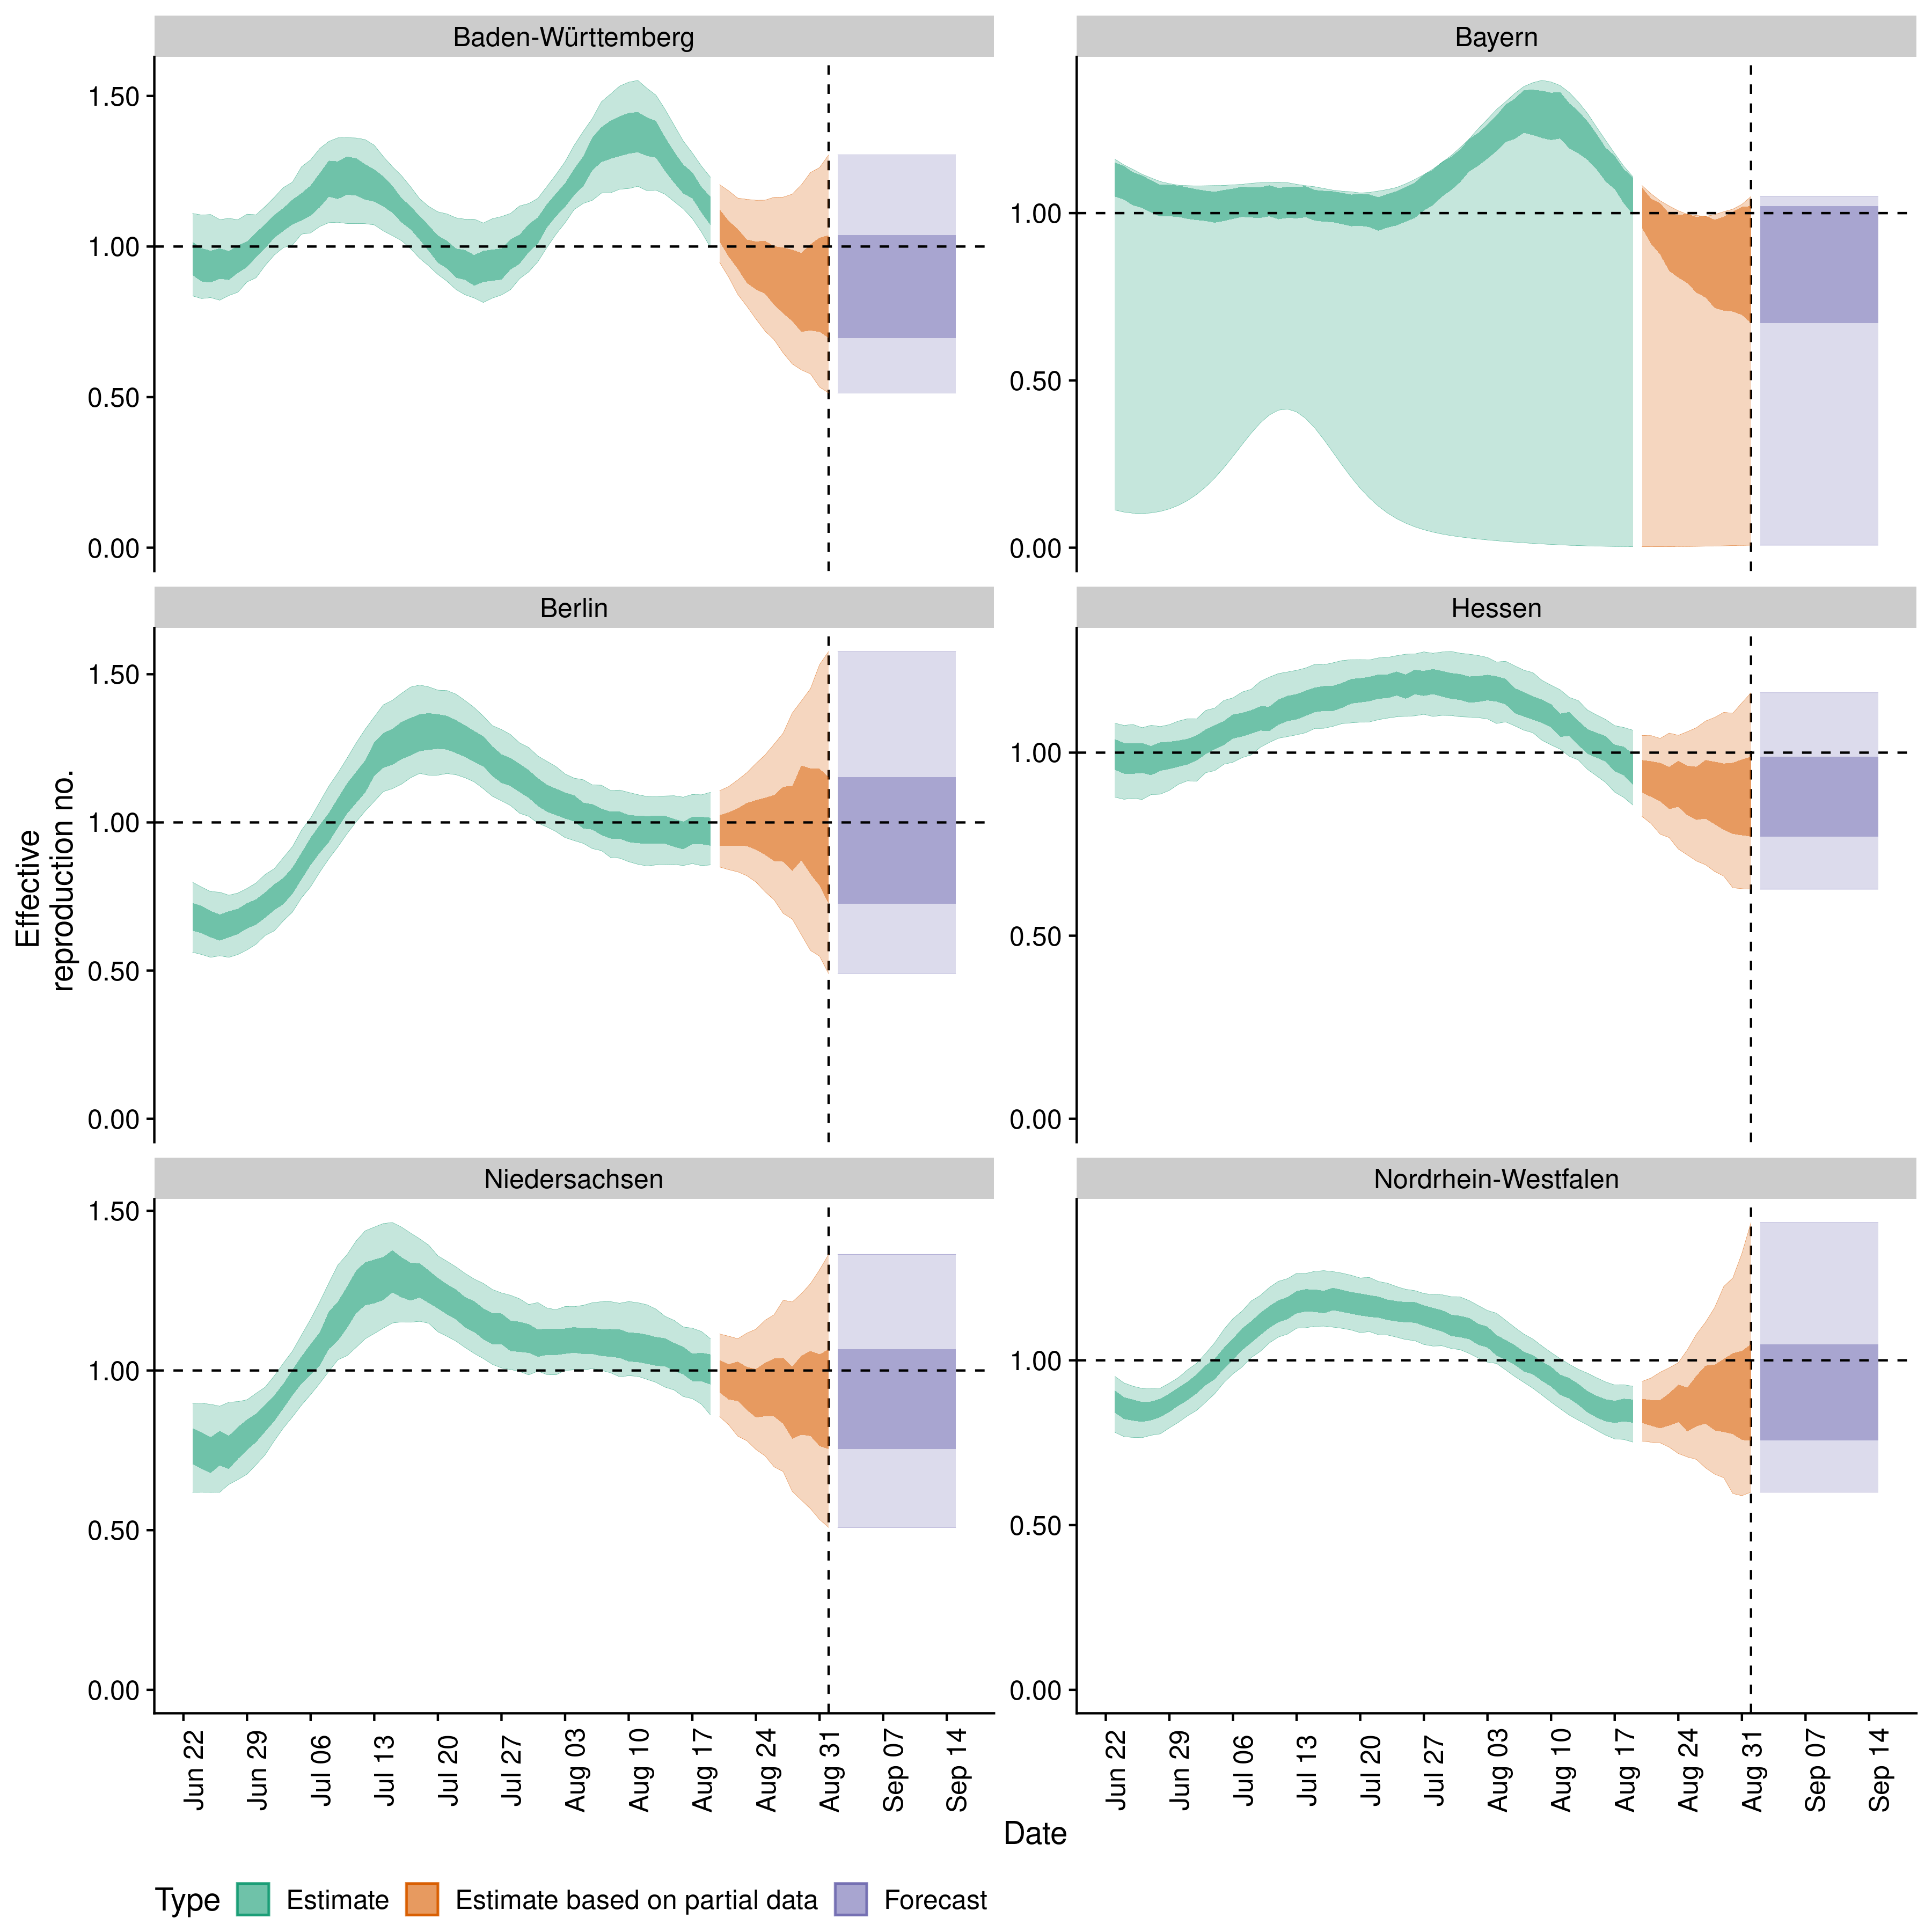 Baden-Württemberg
Bayern
1.50
1.00
0.50
0.00
1.00
0.50
0.00
Berlin
Hessen
1.50
1.00
0.50
0.00
1.00
0.50
0.00
Effective
reproduction no.
Niedersachsen
Nordrhein-Westfalen
1.50
1.00
0.50
0.00
1.00
0.50
0.00
Jun 22
Jun 29
Jul 06
Jul 13
Jul 20
Jul 27
Aug 03
Aug 10
Aug 17
Aug 24
Aug 31
Sep 07
Sep 14
Jun 22
Jun 29
Jul 06
Jul 13
Jul 20
Jul 27
Aug 03
Aug 10
Aug 17
Aug 24
Aug 31
Sep 07
Sep 14
Date
Type Estimate Estimate based on partial data Forecast